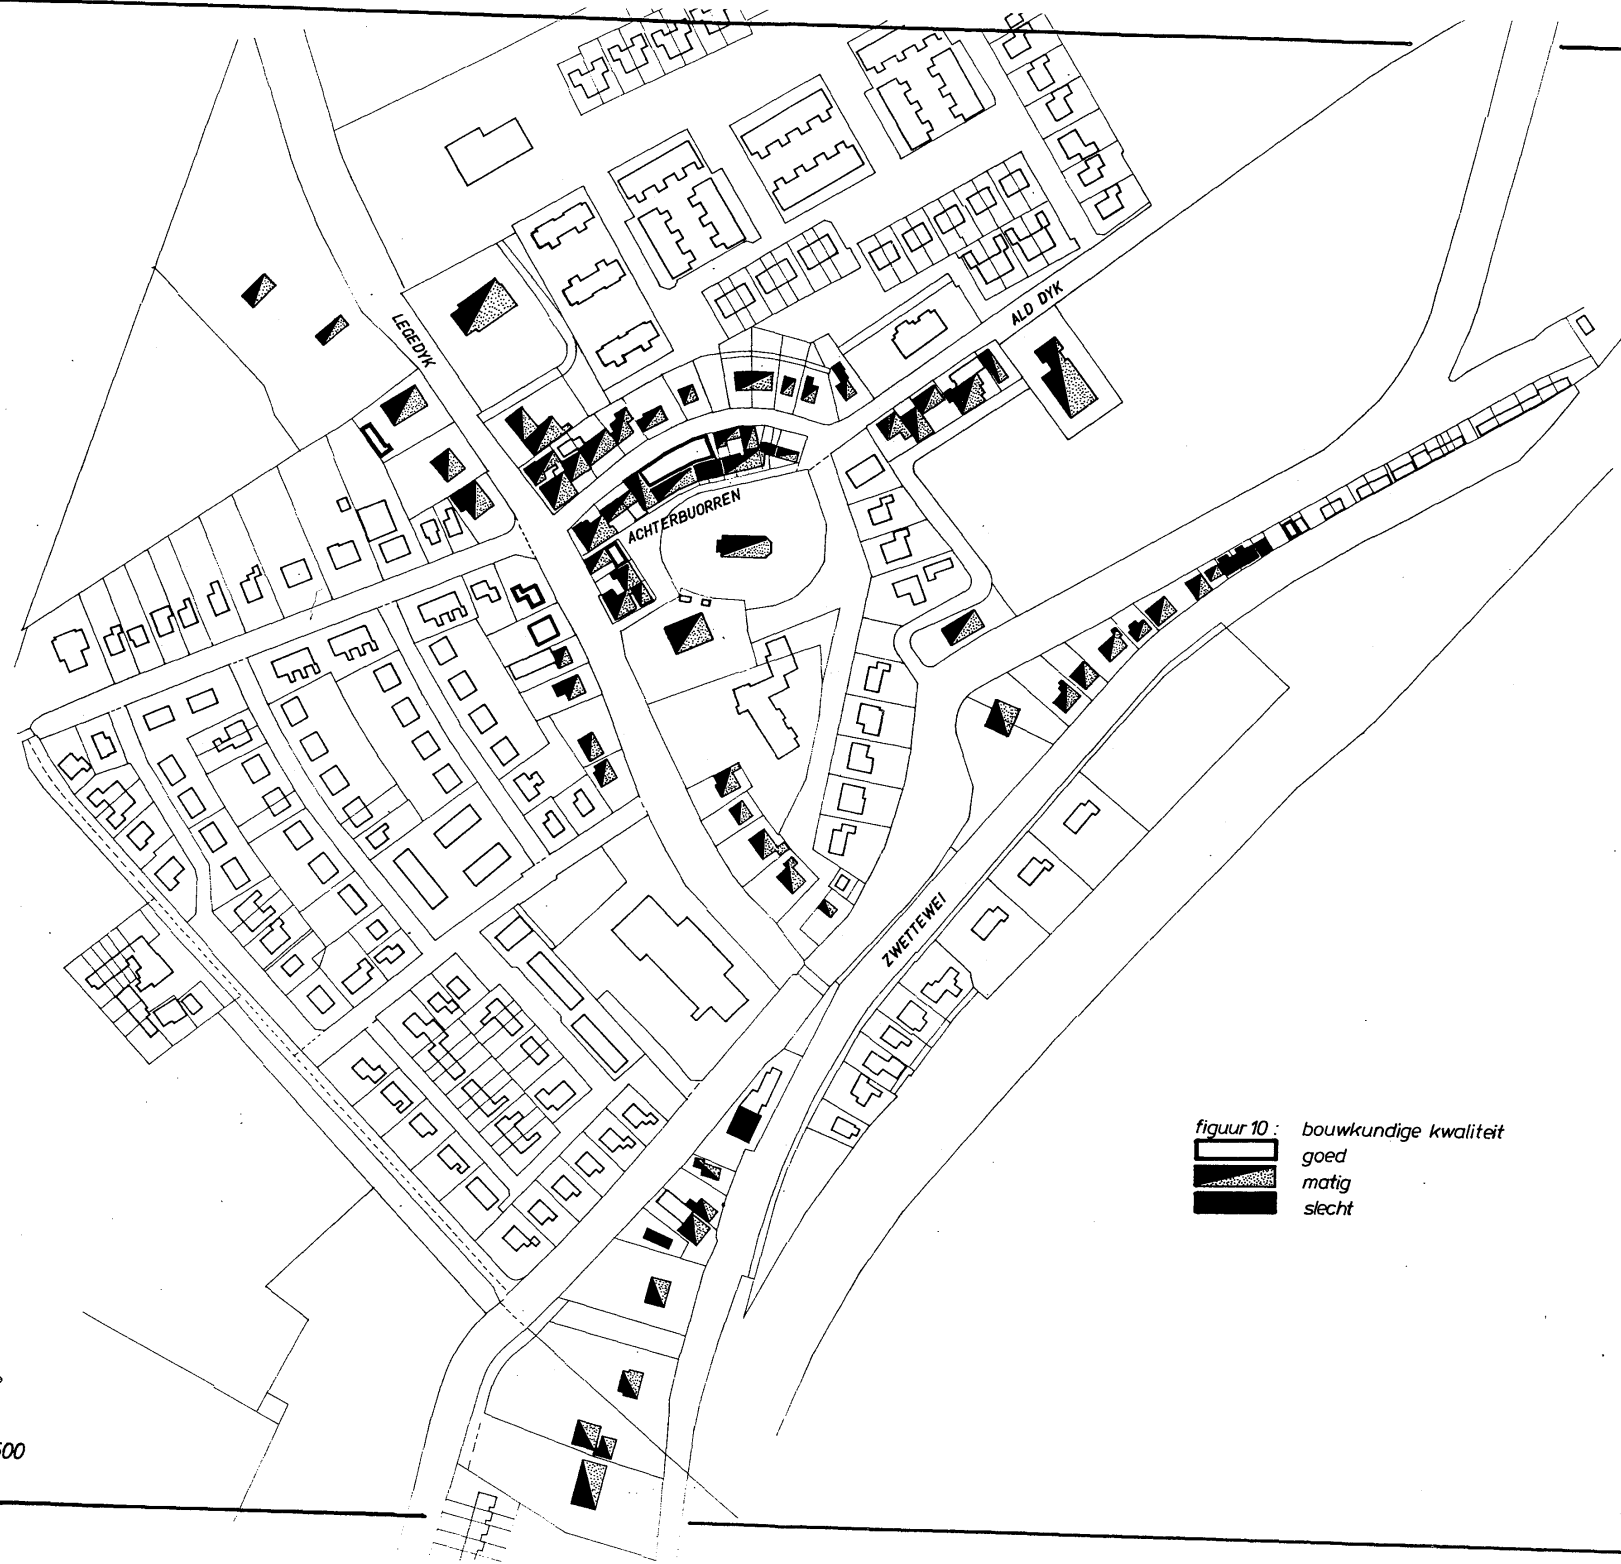 LEGEDYK
ALD DYK
ACHTERBUORREN
ZWETTEWEI
figuur 10 : bouwkundige kwaliteit
goed
matig
slecht